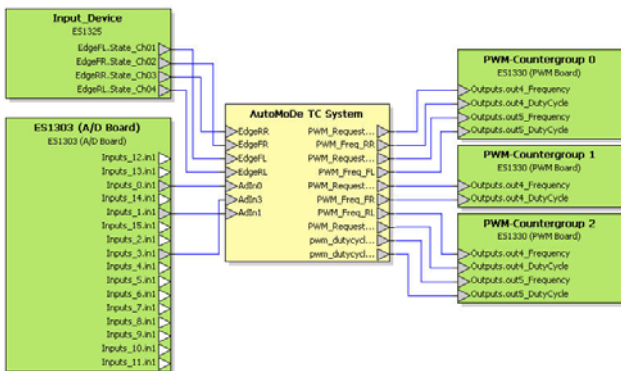 Input_Device
ES1325
EdgeFL.State_Ch01
EdgeFR.State_Ch02
EdgeRR.State_Ch03
EdgeRL.State_Ch04
ES1303 (A/D Board)
ES1303 (A/D Board)
Inputs_12.in1
Inputs_13.in1
Inputs_0.in1
Inputs_14.in1
Inputs_1.in1
Inputs_15.in1
Inputs_2.in1
Inputs_3.in1
Inputs_4.in1
Inputs_5.in1
Inputs_6.in1
Inputs_7.in1
Inputs_8.in1
Inputs_9.in1
Inputs_10.in1
Inputs_11.in1
AutoMoDe TC System
EdgeRR
EdgeFR
EdgeFL
EdgeRL
AdIn0
AdIn3
AdIn1
PWM_Request...
PWM_Freq_RR
PWM_Request...
PWM_Freq_FL
PWM_Request...
PWM_Freq_FR
PWM_Freq_RL
PWM_Request...
pwm_dutycycl...
pwm_dutycycl...
PWM-Countergroup 0
ES1330 (PWM Board)
Outputs.out4_Frequency
Outputs.out4_DutyCycle
Outputs.out5_Frequency
Outputs.out5_DutyCycle
PWM-Countergroup 1
ES1330 (PWM Board)
Outputs.out4_Frequency
Outputs.out4_DutyCycle
PWM-Countergroup 2
ES1330 (PWM Board)
Outputs.out4_Frequency
Outputs.out4_DutyCycle
Outputs.out5_Frequency
Outputs.out5_DutyCycle